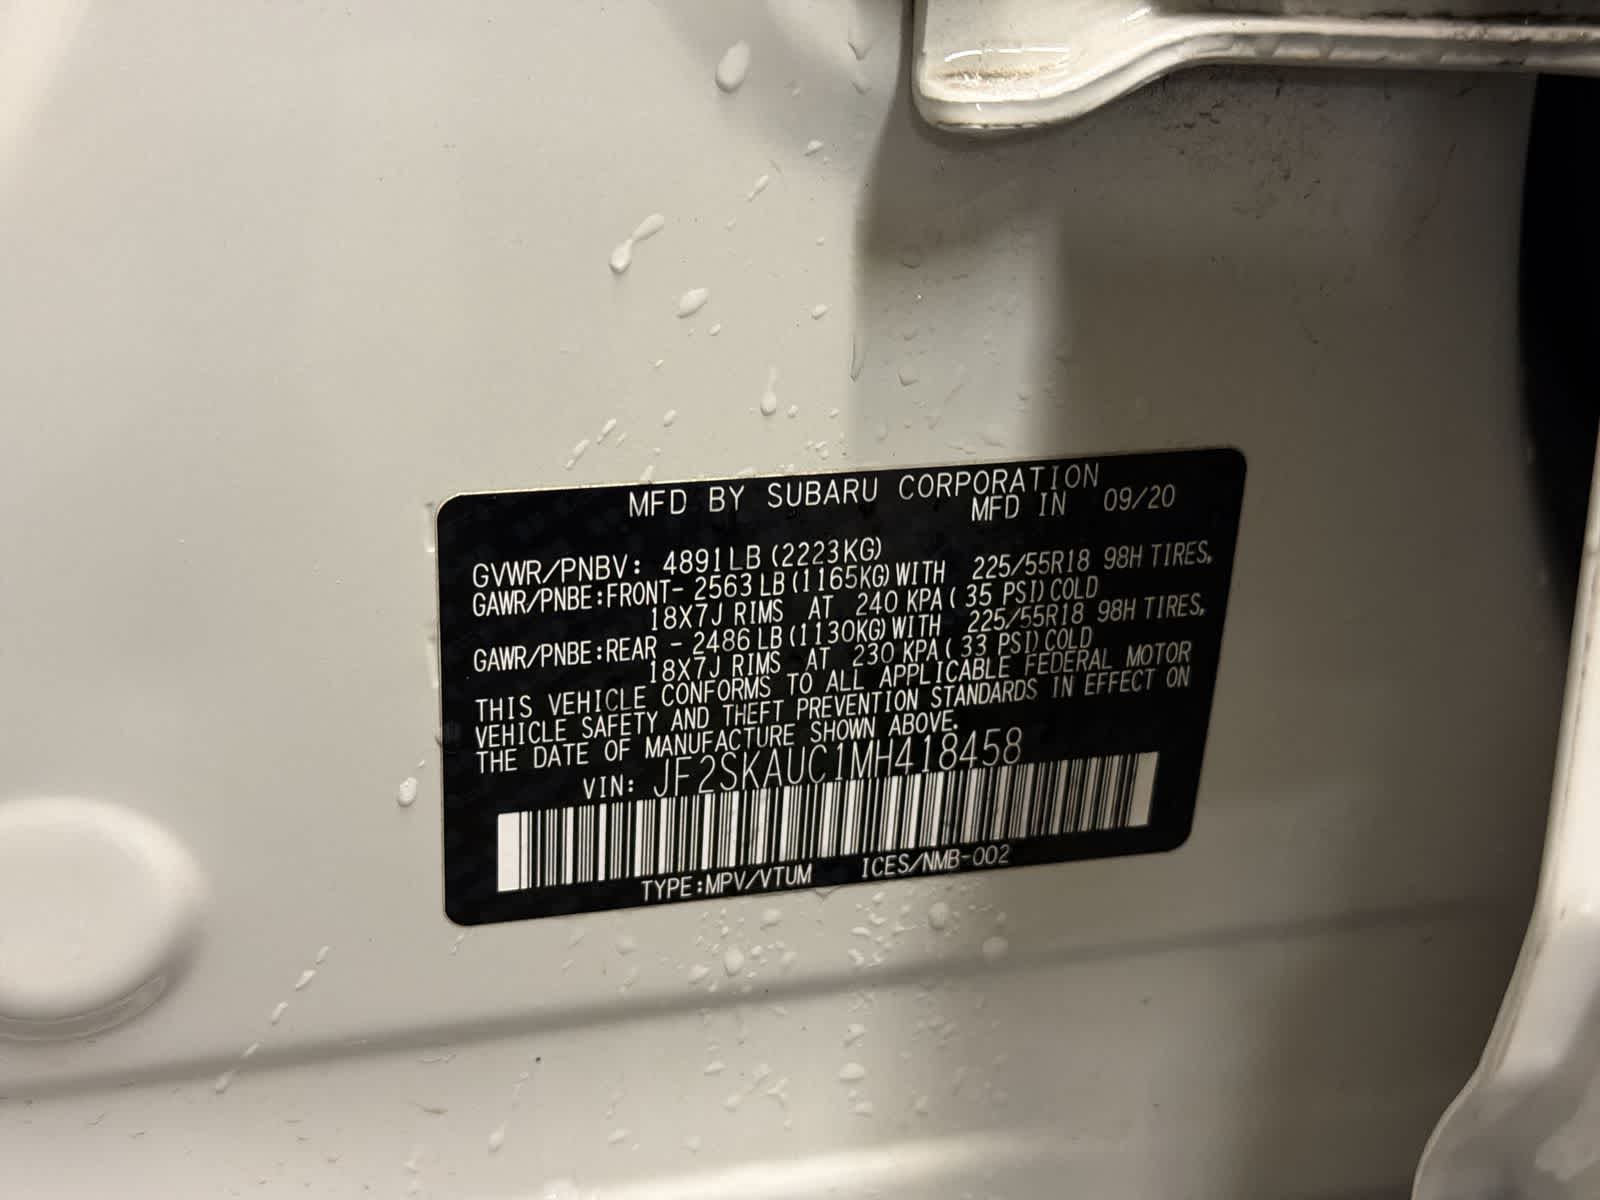 MFD BY SUBARU CORPORATION
MFD IN 09/20
GVWR/PNBV: 4891LB (2223KG)
GAWR/PNBE:FRONT- 2563 LB (1165KG) WITH 225/55R18 98H TIRES,
18X7J RIMS AT 240 KPA ( 35 PSI) COLD
GAWR/PNBE:REAR - 2486 LB (1130KG) WITH 225/55R18 98H TIRES,
18X7J RIMS AT 230 KPA ( 33 PSI) COLD
THIS VEHICLE CONFORMS TO ALL APPLICABLE FEDERAL MOTOR
VEHICLE SAFETY AND THEFT PREVENTION STANDARDS IN EFFECT ON
THE DATE OF MANUFACTURE SHOWN ABOVE.
VIN: JF2SKAUC1MH418458
TYPE:MPV/VTUM ICES/NMB-002